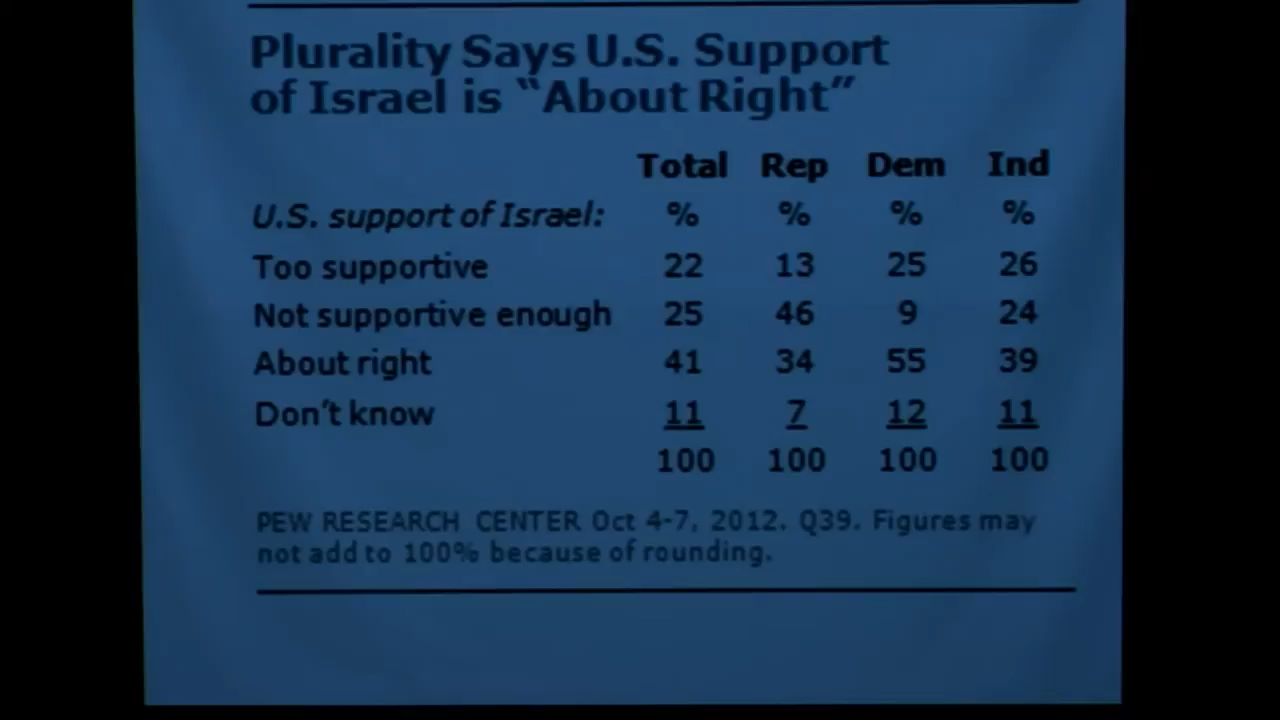 Plurality Says U.S. Support
of Israel is “About Right”
Total Rep Dem Ind
U.S. support of Israel: % % % %
Too supportive 22 13 25 26
Not supportive enough 25 46 9 24
About right 41 34 55 39
Don’t know 11 7 12 11
100 100 100 100
PEW RESEARCH CENTER Oct 4-7, 2012. Q39. Figures may
not add to 100% because of rounding.